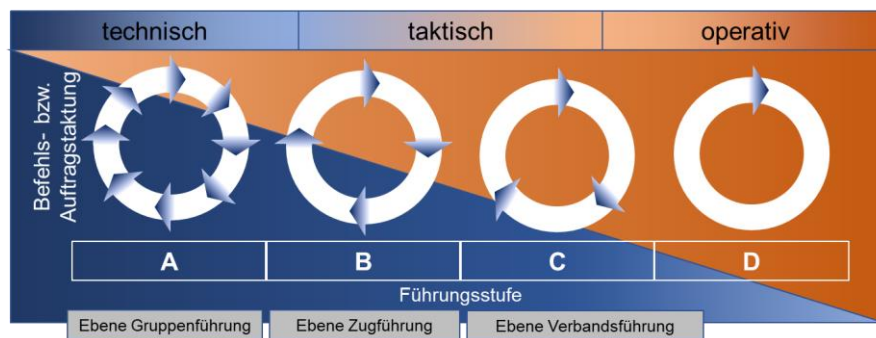 technisch
taktisch
operativ
Befehls- bzw.
Auftragstaktung
A
B
C
D
Führungsstufe
Ebene Gruppenführung
Ebene Zugführung
Ebene Verbandsführung